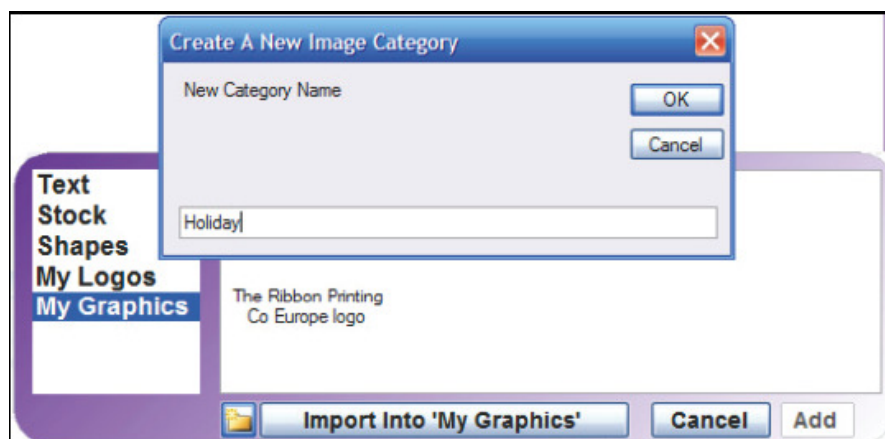 Create A New Image Category
New Category Name
OK
Cancel
Holiday
Text
Stock
Shapes
My Logos
My Graphics
The Ribbon Printing
Co Europe logo
Import Into 'My Graphics'
Cancel
Add